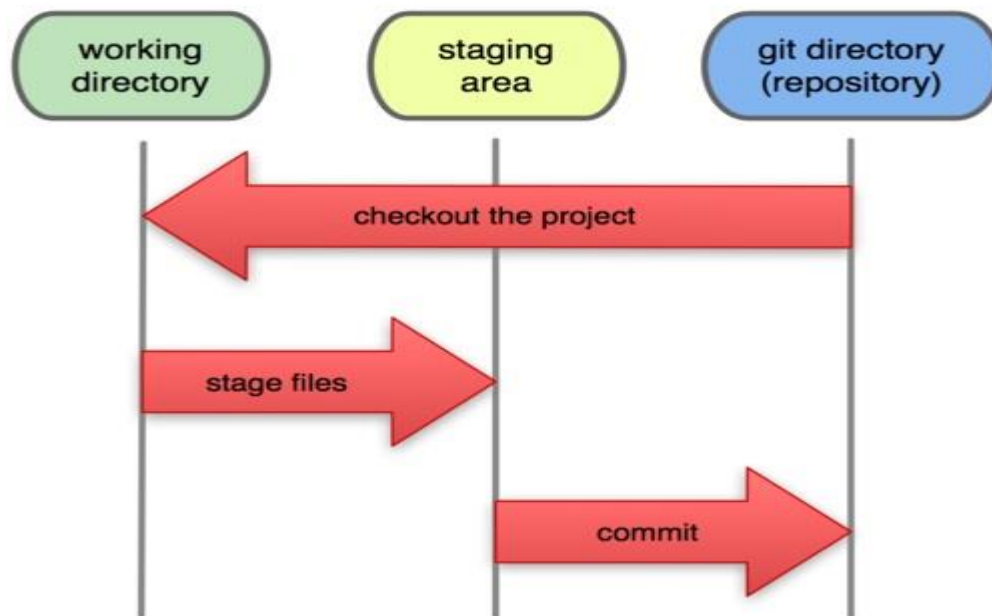 working
directory
staging
area
git directory
(repository)
checkout the project
stage files
commit